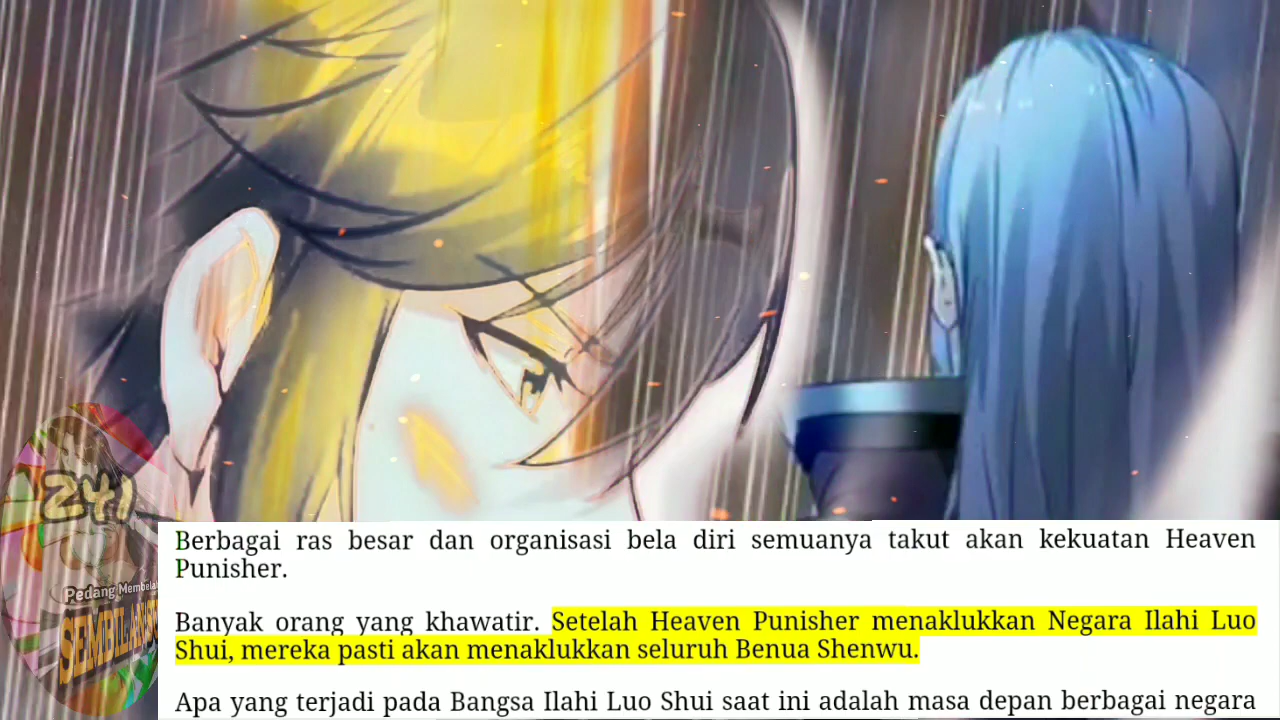 241
Pedang Membelah
Berbagai ras besar dan organisasi bela diri semuanya takut akan kekuatan Heaven
Punisher.
Banyak orang yang khawatir. Setelah Heaven Punisher menaklukkan Negara Ilahi Luo
Shui, mereka pasti akan menaklukkan seluruh Benua Shenwu.
Apa yang terjadi pada Bangsa Ilahi Luo Shui saat ini adalah masa depan berbagai negara